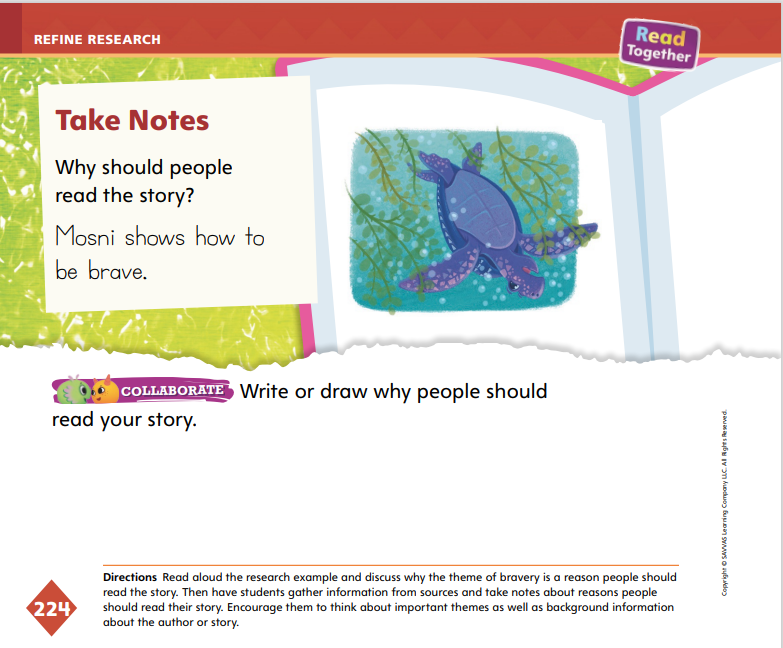 REFINE RESEARCH
Read
Together
Take Notes
Why should people
read the story?
Mosni shows how to
be brave.
COLLABORATE Write or draw why people should
read your story.
Copyright © SAVVAS Learning Company LLC. All Rights Reserved.
224
Directions Read aloud the research example and discuss why the theme of bravery is a reason people should
read the story. Then have students gather information from sources and take notes about reasons people
should read their story. Encourage them to think about important themes as well as background information
about the author or story.